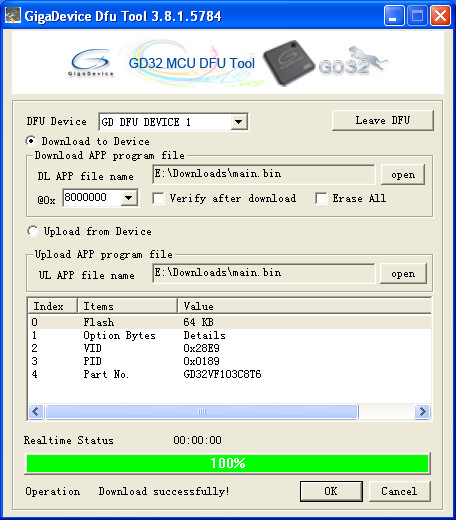 GigaDevice Dfu Tool 3.8.1.5784
GigaDevice
GD32 MCU DFU Tool
GD32
DFU Device GD DFU DEVICE 1 Leave DFU
Download to Device
Download APP program file
DL APP file name E:\Downloads\main.bin open
@0x 8000000 Verify after download Erase All
Upload from Device
Upload APP program file
UL APP file name E:\Downloads\main.bin open
Index Items Value
0 Flash 64 KB
1 Option Bytes Details
2 VID 0x28E9
3 PID 0x0189
4 Part No. GD32VF103C8T6
Realtime Status 00:00:00
100%
Operation Download successfully! OK Cancel